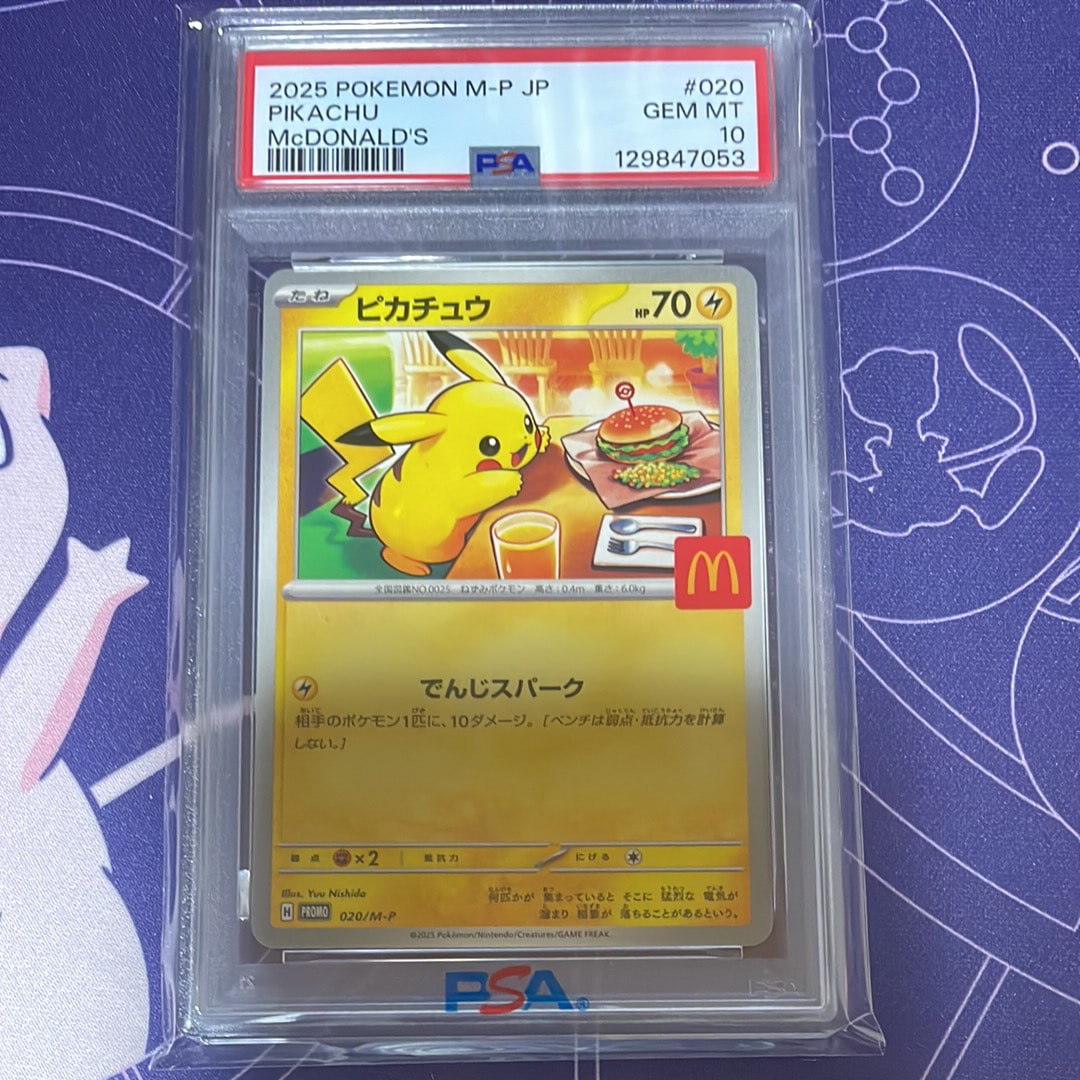 2025 POKEMON M-P JP #020
PIKACHU GEM MT
McDONALD'S 10
PSA 129847053
たね ピカチュウ HP 70
M
全国図鑑NO.0025 ねずみポケモン 高さ:0.4m 重さ:6.0kg
でんじスパーク
相手のポケモン1匹に、10ダメージ。[ベンチは弱点・抵抗力を計算
しない。]
弱点 ×2 抵抗力 にげる
Illus. Yuu Nishida
H PROMO 020/M-P
何匹かが 集まっていると そこに 猛烈な 電気が
溜まり 稲妻が 落ちることがあるという。
©2025 Pokémon/Nintendo/Creatures/GAME FREAK.
PSA®